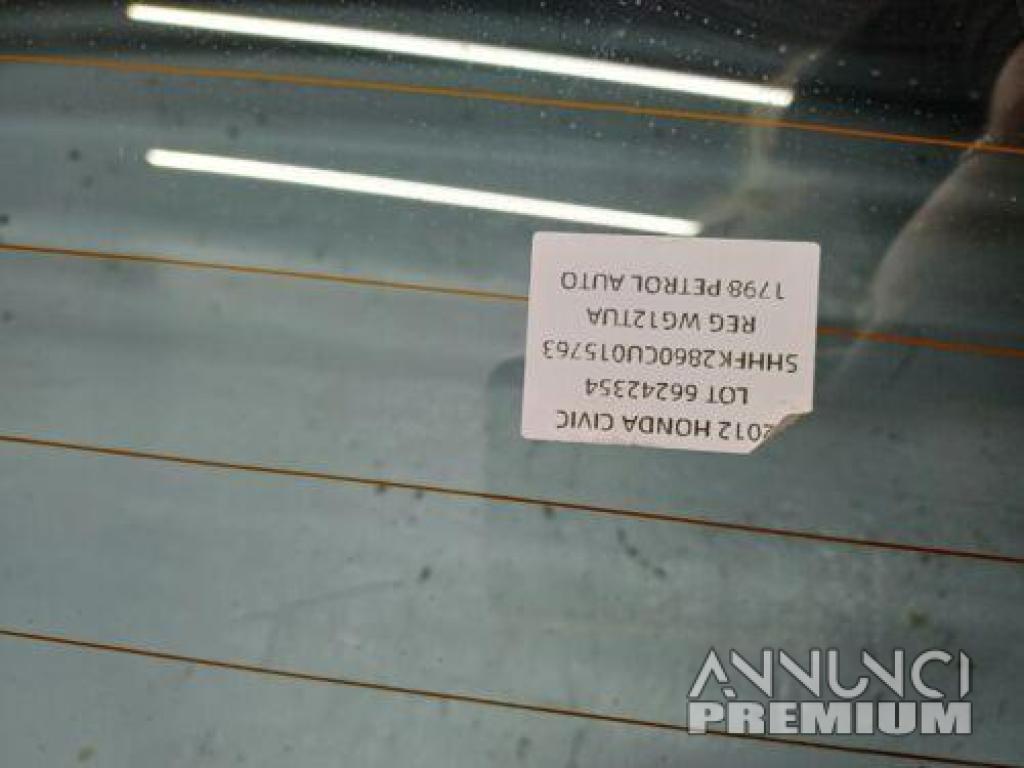 2012 HONDA CIVIC
LOT 66242354
SHHFK2860CU015763
REG WG12TUA
1798 PETROL AUTO
ANNUNCI
PREMIUM